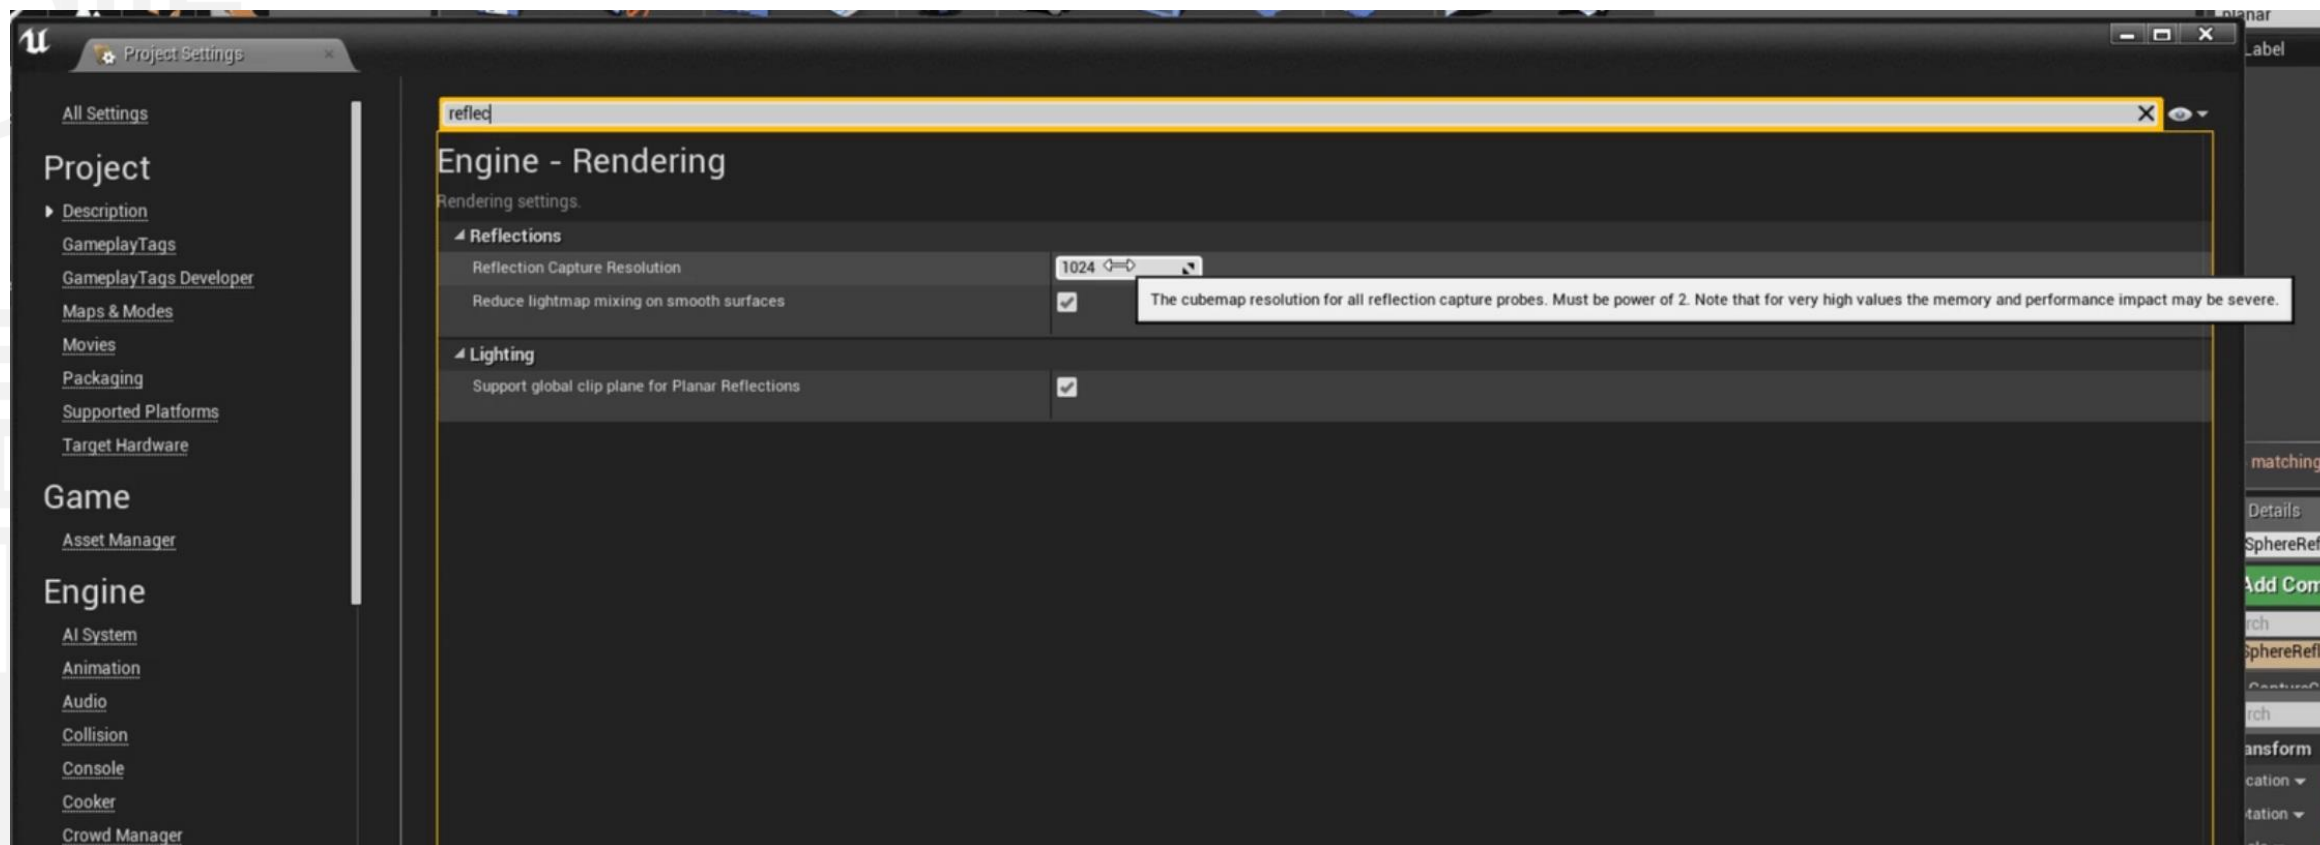 planar
Project Settings
Label
All Settings
reflec
Project
Description
GameplayTags
GameplayTags Developer
Maps & Modes
Movies
Packaging
Supported Platforms
Target Hardware
Game
Asset Manager
Engine
AI System
Animation
Audio
Collision
Console
Cooker
Crowd Manager
Engine - Rendering
Rendering settings.
Reflections
Reflection Capture Resolution
1024
Reduce lightmap mixing on smooth surfaces
The cubemap resolution for all reflection capture probes. Must be power of 2. Note that for very high values the memory and performance impact may be severe.
Lighting
Support global clip plane for Planar Reflections
matching
Details
SphereRef
Add Com
rch
SphereRefl
rch
ansform
cation
tation